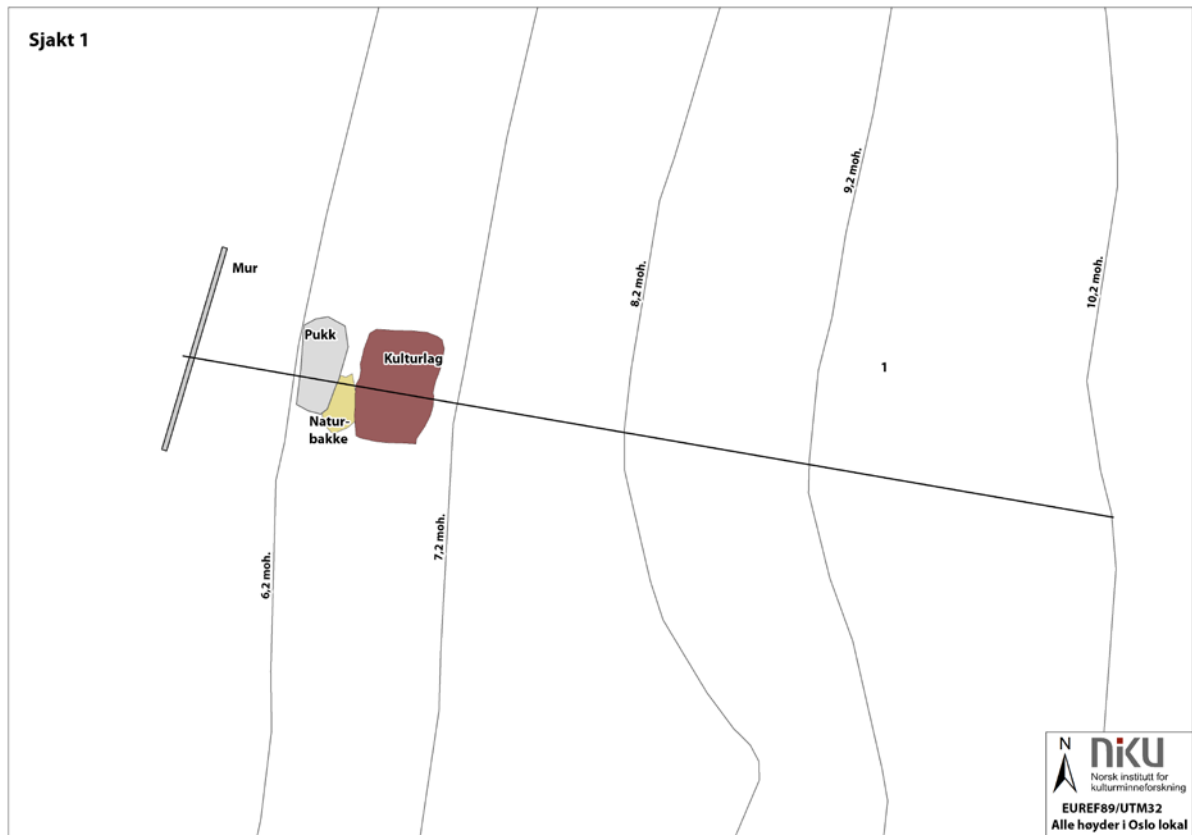 Sjakt 1
9,2 moh.
Mur
8,2 moh.
10,2 moh.
Pukk
Kulturlag
1
Natur-
bakke
7,2 moh.
6,2 moh.
N
NIKU
Norsk institutt for
kulturminneforskning
EUREF89/UTM32
Alle høyder i Oslo lokal